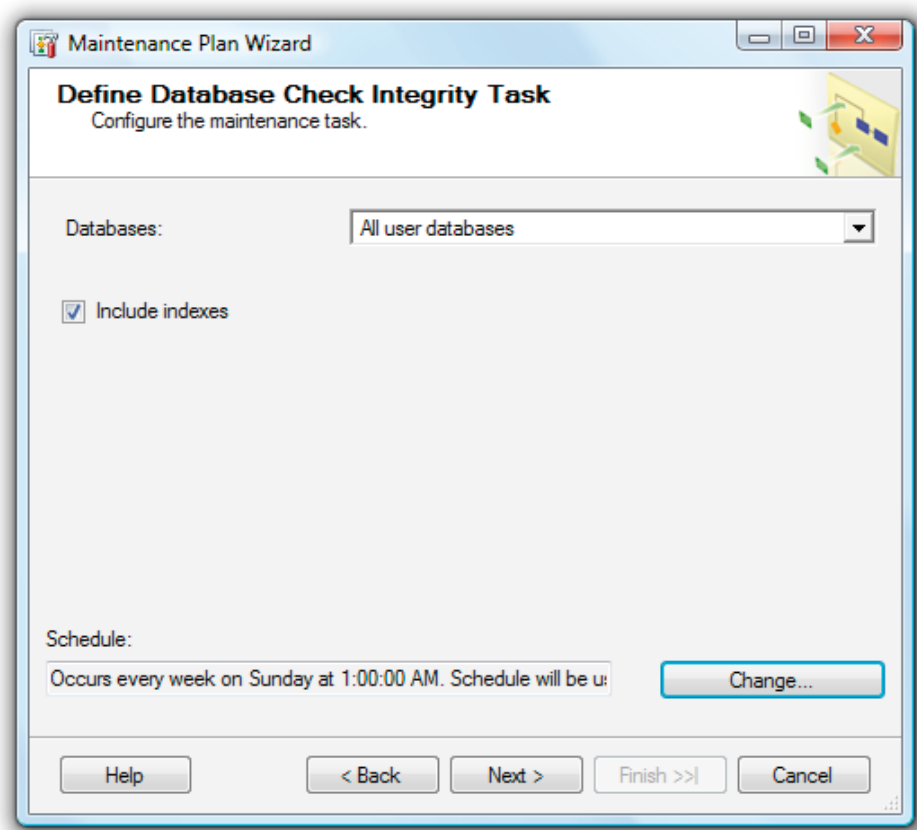 Maintenance Plan Wizard
Define Database Check Integrity Task
Configure the maintenance task.
Databases: All user databases
Include indexes
Schedule:
Occurs every week on Sunday at 1:00:00 AM. Schedule will be Change...
Help < Back Next > Finish >>| Cancel